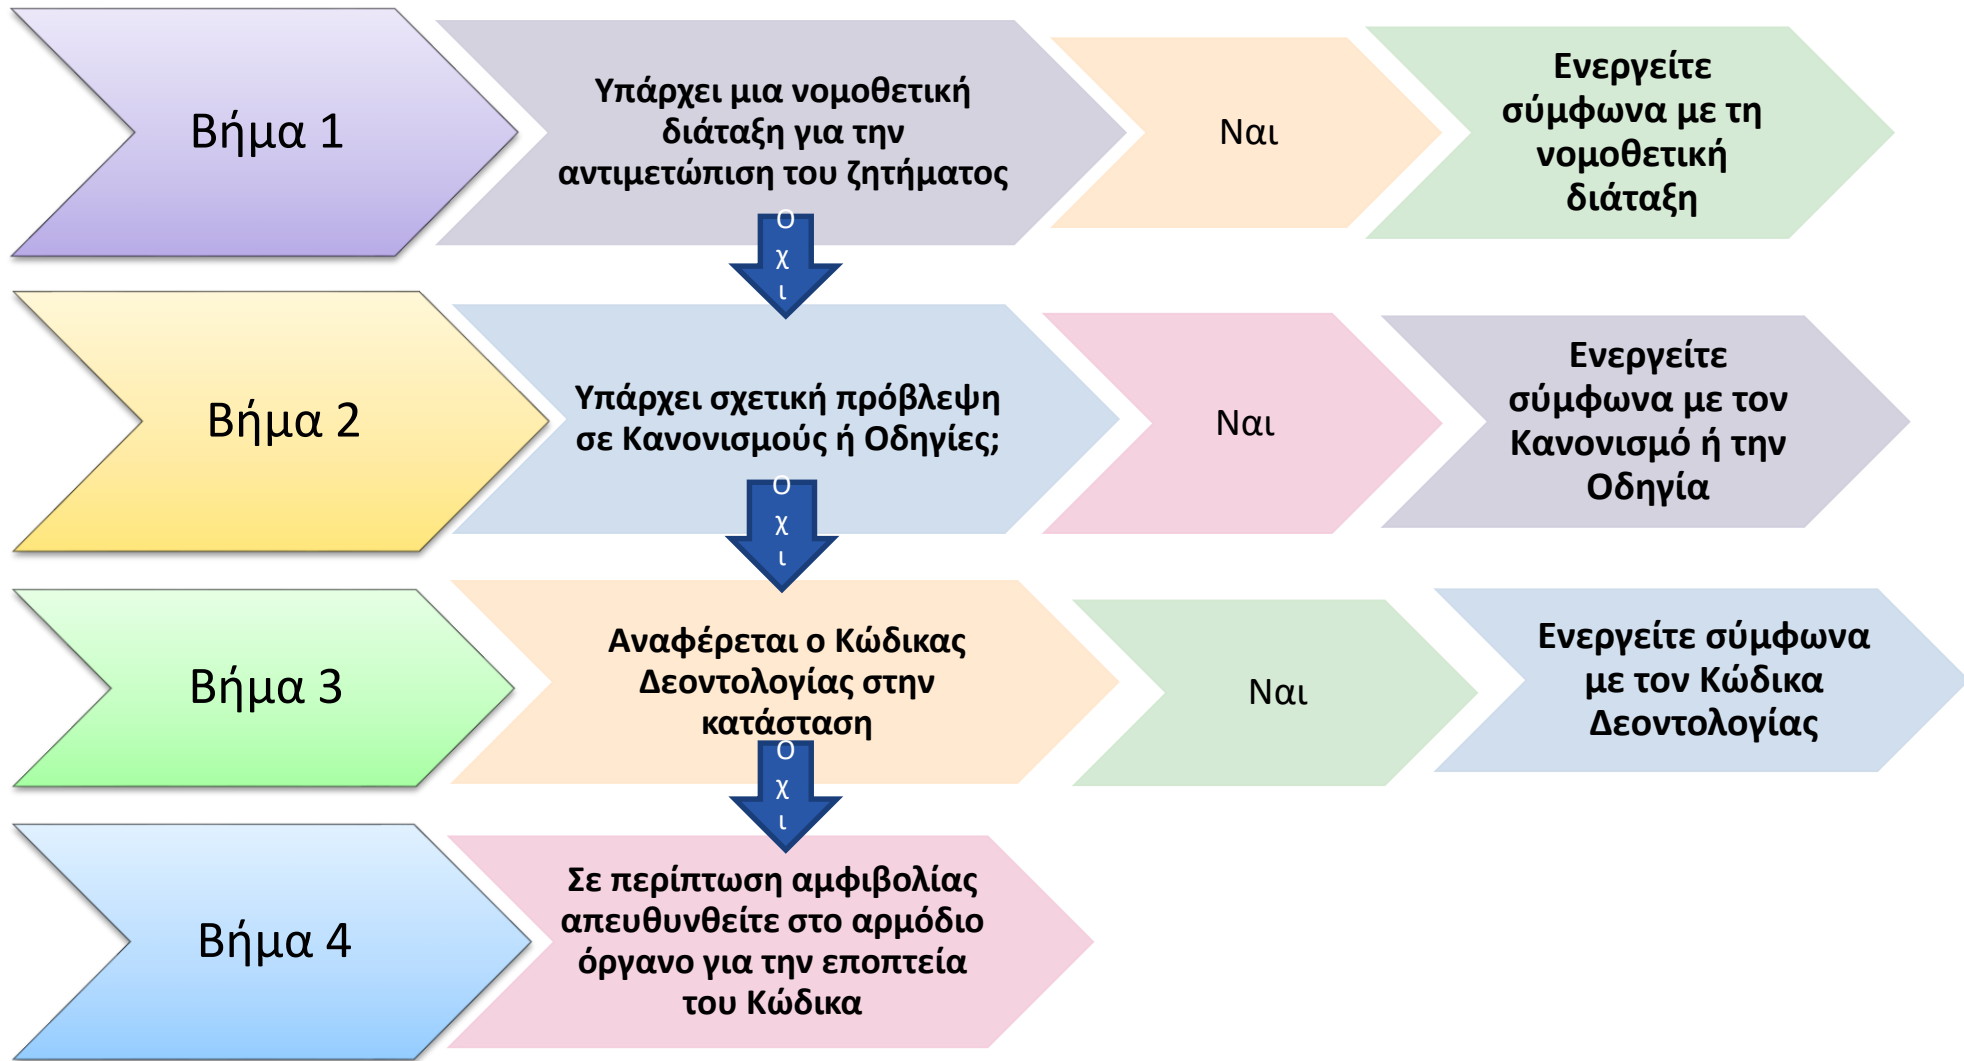 Βήμα 1
Υπάρχει μια νομοθετική
διάταξη για την
αντιμετώπιση του ζητήματος
Ναι
Ενεργείτε
σύμφωνα με τη
νομοθετική
διάταξη
Ο
χ
ι
Βήμα 2
Υπάρχει σχετική πρόβλεψη
σε Κανονισμούς ή Οδηγίες;
Ναι
Ενεργείτε
σύμφωνα με τον
Κανονισμό ή την
Οδηγία
Ο
χ
ι
Βήμα 3
Αναφέρεται ο Κώδικας
Δεοντολογίας στην
κατάσταση
Ναι
Ενεργείτε σύμφωνα
με τον Κώδικα
Δεοντολογίας
Ο
χ
ι
Βήμα 4
Σε περίπτωση αμφιβολίας
απευθυνθείτε στο αρμόδιο
όργανο για την εποπτεία
του Κώδικα